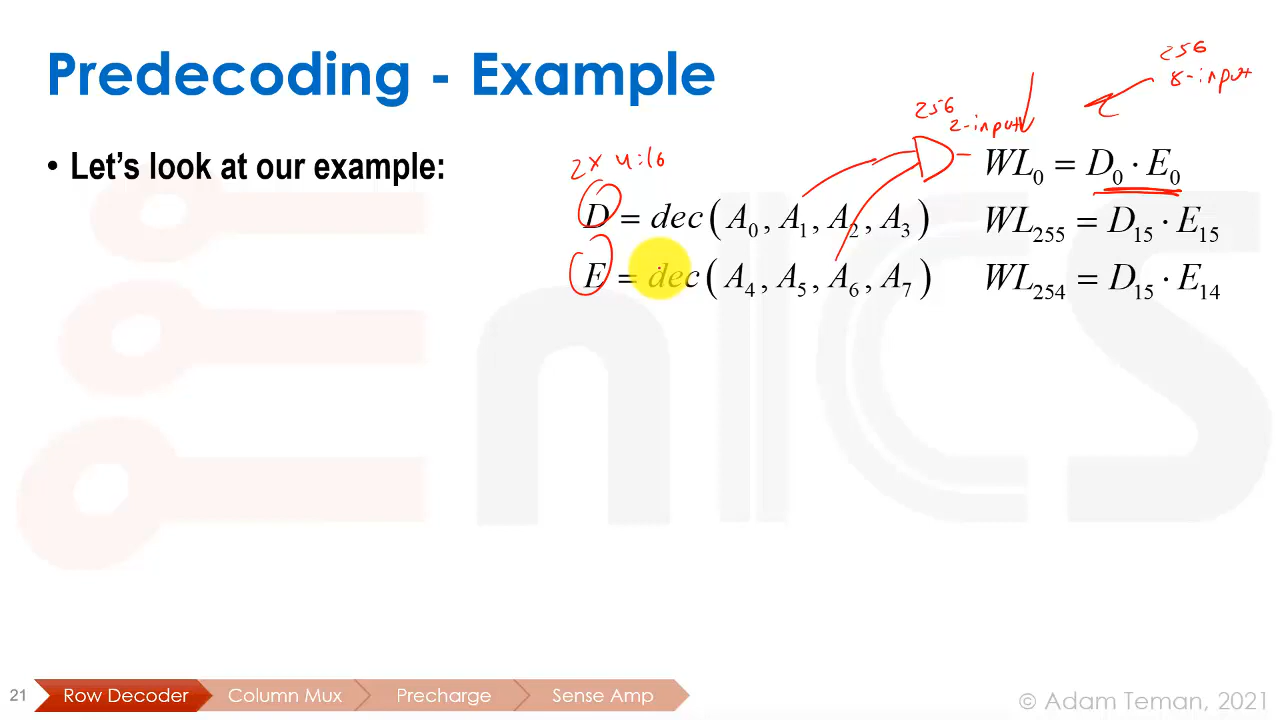 Predecoding - Example
256
8-input
256
2-input
• Let's look at our example:
2x 4:16
WL0 = D0 · E0
D = dec(A0, A1, A2, A3)
WL255 = D15 · E15
E = dec(A4, A5, A6, A7)
WL254 = D15 · E14
nICS
21
Row Decoder
Column Mux
Precharge
Sense Amp
© Adam Teman, 2021